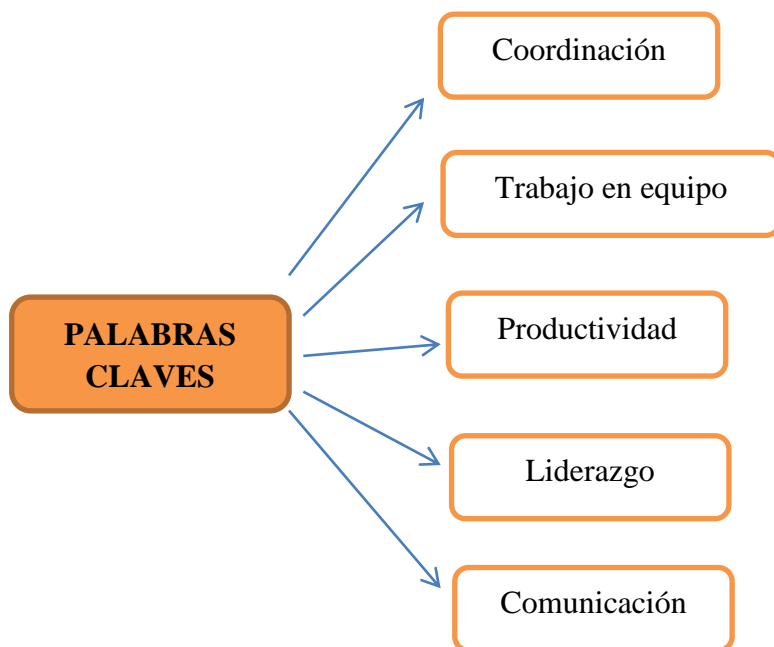 Coordinación
Trabajo en equipo
PALABRAS
CLAVES
Productividad
Liderazgo
Comunicación